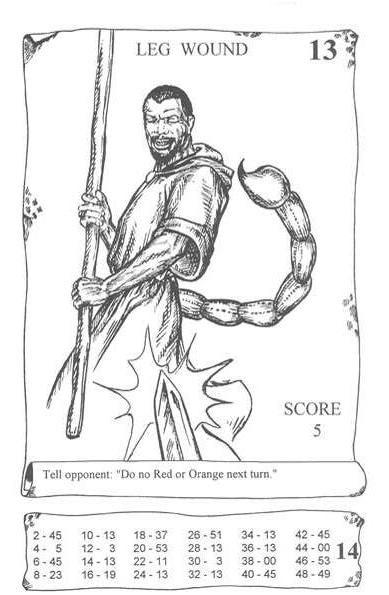 LEG WOUND
13
SCORE
5
Tell opponent: "Do no Red or Orange next turn."
2 - 45 10 - 13 18 - 37 26 - 51 34 - 13 42 - 45
4 - 5 12 - 3 20 - 53 28 - 13 36 - 13 44 - 00
6 - 45 14 - 13 22 - 11 30 - 3 38 - 00 46 - 53
8 - 23 16 - 19 24 - 13 32 - 13 40 - 45 48 - 49
14